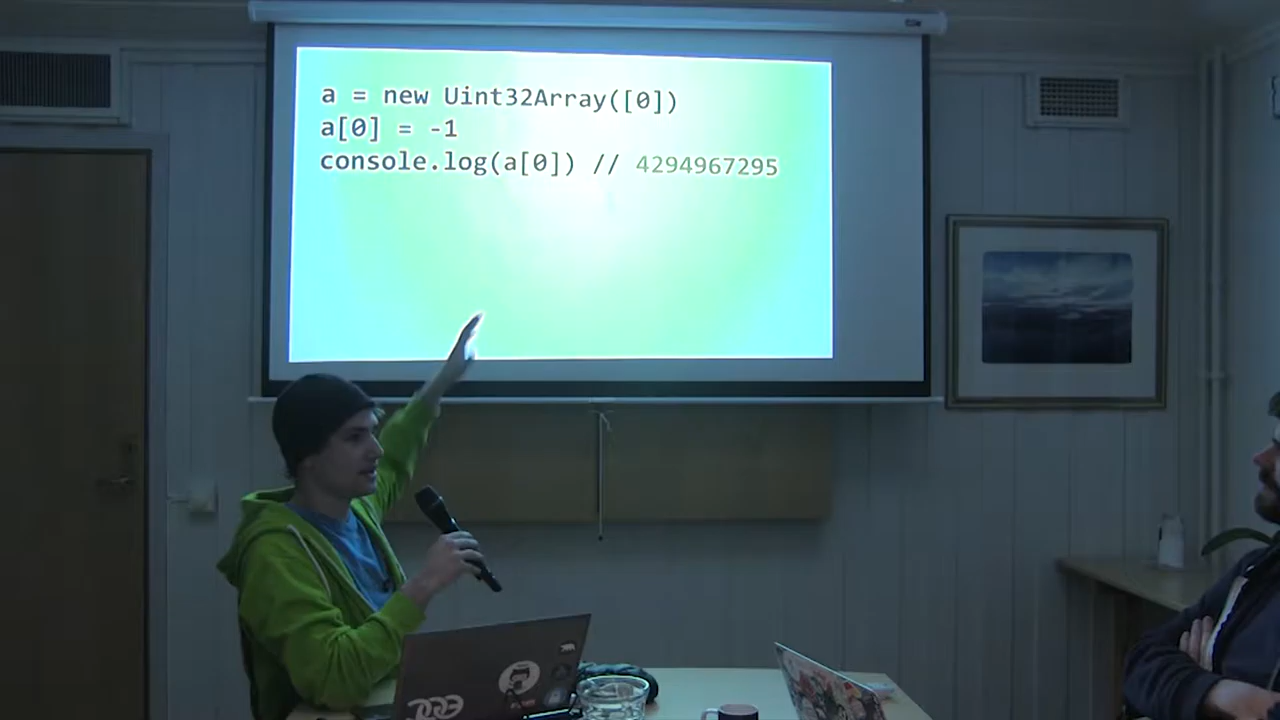 a = new Uint32Array([0])
a[0] = -1
console.log(a[0]) // 4294967295